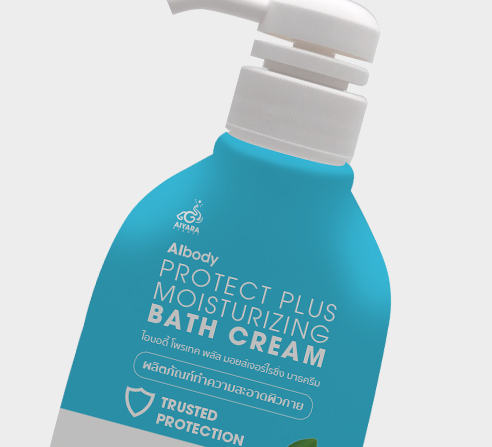 AIYARA
AIbody
PROTECT PLUS
MOISTURIZING
BATH CREAM
ไอบอดี้ โพรเทค พลัส มอยส์เจอร์ไรซิ่ง บาธครีม
ผลิตภัณฑ์ทำความสะอาดผิวกาย
TRUSTED
PROTECTION